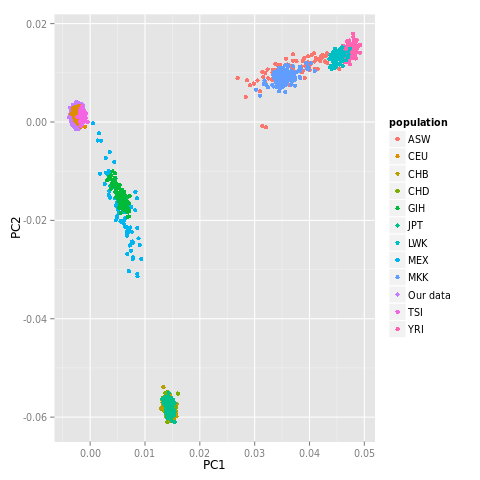 0.02
0.00
-0.02
-0.04
-0.06
PC2
0.00
0.01
0.02
0.03
0.04
0.05
PC1
population
ASW
CEU
CHB
CHD
GIH
JPT
LWK
MEX
MKK
Our data
TSI
YRI